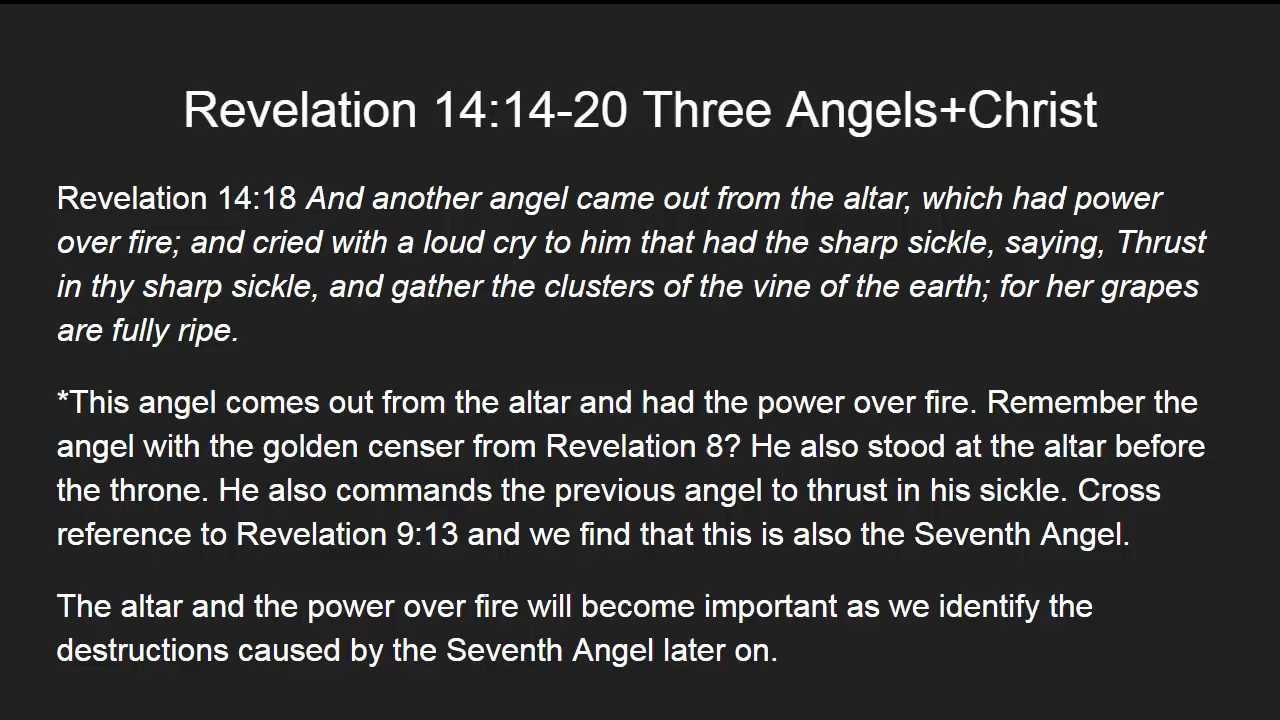 Revelation 14:14-20 Three Angels+Christ
Revelation 14:18 And another angel came out from the altar, which had power
over fire; and cried with a loud cry to him that had the sharp sickle, saying, Thrust
in thy sharp sickle, and gather the clusters of the vine of the earth; for her grapes
are fully ripe.
*This angel comes out from the altar and had the power over fire. Remember the
angel with the golden censer from Revelation 8? He also stood at the altar before
the throne. He also commands the previous angel to thrust in his sickle. Cross
reference to Revelation 9:13 and we find that this is also the Seventh Angel.
The altar and the power over fire will become important as we identify the
destructions caused by the Seventh Angel later on.